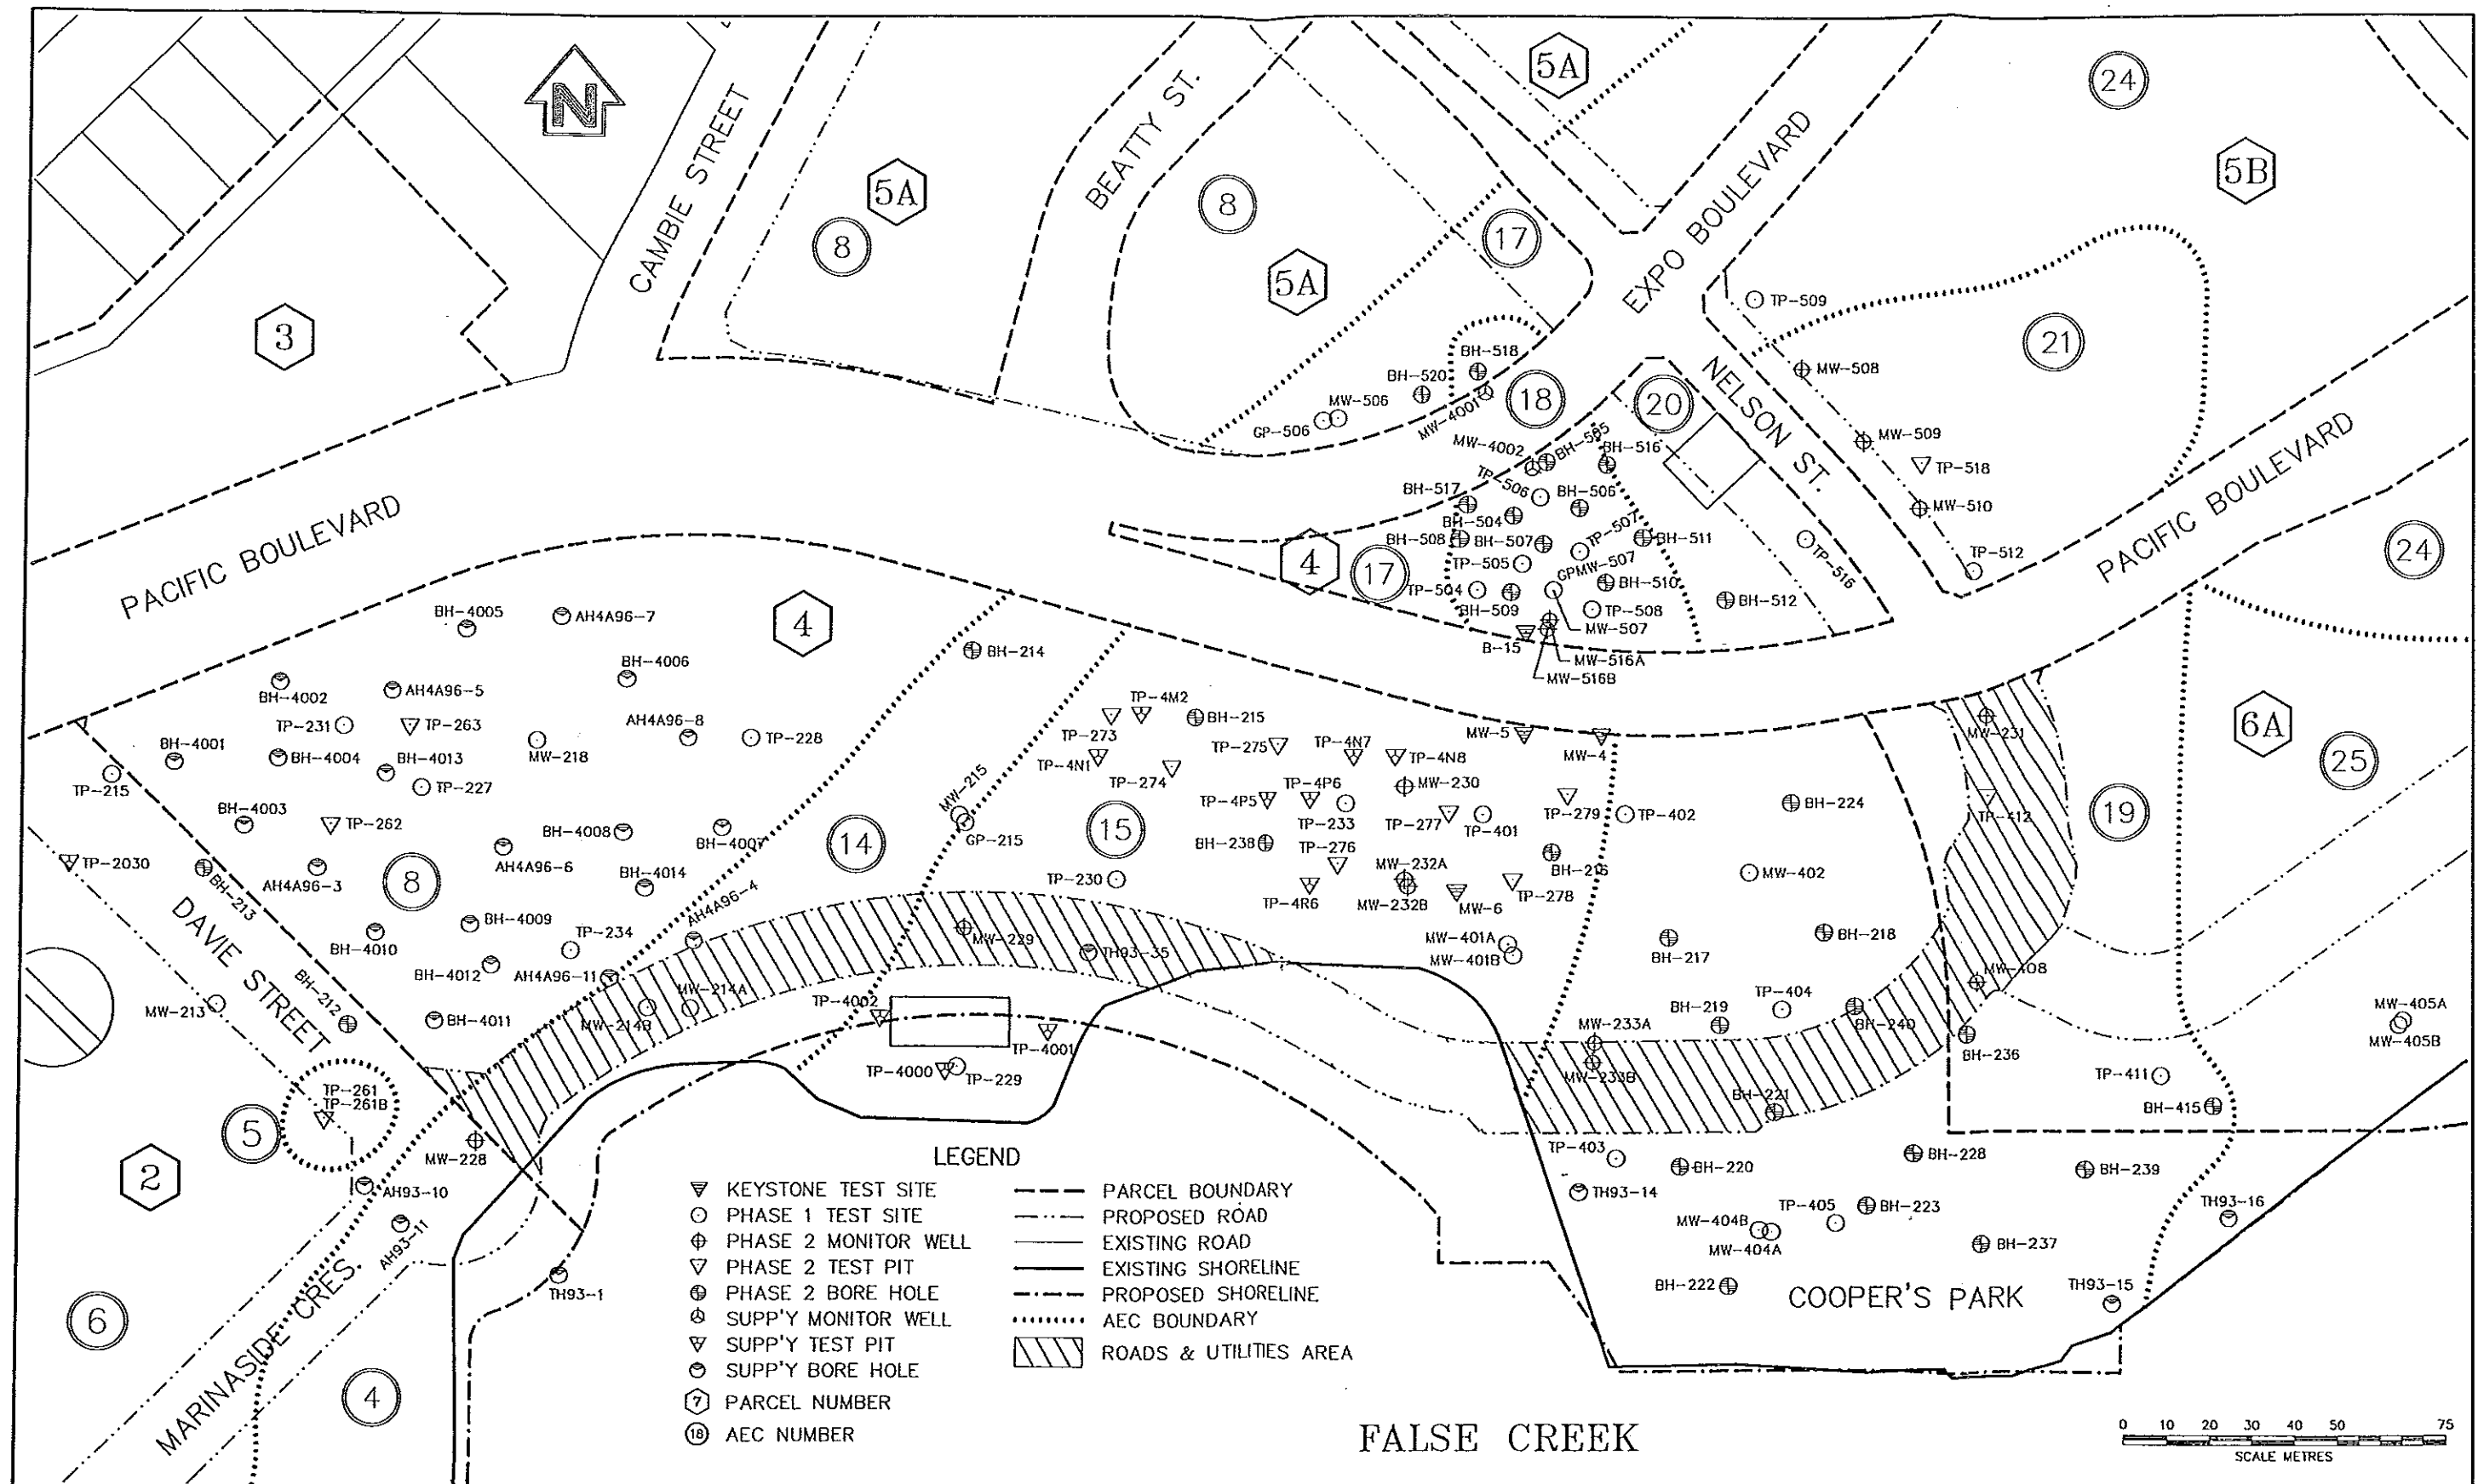 N
CAMBIE STREET
BEATTY ST.
EXPO BOULEVARD
NELSON ST.
PACIFIC BOULEVARD
PACIFIC BOULEVARD
DAVIE STREET
MARINASIDE CRES.
5A
24
5B
5A
8
8
17
5A
3
TP-509
21
BH-518
MW-508
BH-520
MW-506
GP-506
MW-4001
18
20
MW-4002
BH-505
BH-516
MW-509
TP-518
TP-506
BH-517
BH-506
BH-504
MW-510
BH-508
BH-507
TP-507
BH-511
TP-516
TP-512
24
4
17
TP-505
GPMW-507
TP-504
BH-510
BH-509
TP-508
BH-512
MW-507
B-15
MW-516A
MW-516B
BH-4005
AH4A96-7
4
BH-214
BH-4006
BH-4002
AH4A96-5
TP-231
TP-263
AH4A96-8
TP-228
TP-4M2
TP-273
BH-215
TP-275
TP-4N7
TP-4N8
MW-5
MW-4
MW-231
6A
25
BH-4001
BH-4004
BH-4013
MW-218
TP-4N1
TP-274
MW-230
TP-215
TP-227
MW-215
GP-215
TP-4P5
TP-4P6
TP-233
TP-277
TP-401
TP-279
TP-402
BH-224
TP-412
19
BH-4003
TP-262
BH-4008
BH-4007
14
15
BH-238
TP-276
BH-216
TP-2030
BH-213
AH4A96-3
8
AH4A96-6
BH-4014
TP-230
TP-4R6
MW-232A
MW-232B
MW-6
TP-278
MW-402
BH-4010
BH-4009
TP-234
AH4A96-4
MW-229
TH93-35
MW-401A
MW-401B
BH-217
BH-218
BH-212
BH-4012
AH4A96-11
MW-408
MW-213
BH-4011
MW-214B
MW-214A
TP-4002
TP-4001
TP-4000
TP-229
MW-233A
MW-233B
BH-219
TP-404
BH-240
BH-236
MW-405A
MW-405B
TP-411
BH-415
BH-221
TP-261
TP-261B
5
2
MW-228
AH93-10
AH93-11
TH93-1
6
4
TP-403
BH-220
BH-228
BH-239
TH93-14
MW-404B
MW-404A
TP-405
BH-223
TH93-16
BH-237
BH-222
TH93-15
COOPER'S PARK
LEGEND
KEYSTONE TEST SITE
PHASE 1 TEST SITE
PHASE 2 MONITOR WELL
PHASE 2 TEST PIT
PHASE 2 BORE HOLE
SUPP'Y MONITOR WELL
SUPP'Y TEST PIT
SUPP'Y BORE HOLE
7 PARCEL NUMBER
18 AEC NUMBER
PARCEL BOUNDARY
PROPOSED ROAD
EXISTING ROAD
EXISTING SHORELINE
PROPOSED SHORELINE
AEC BOUNDARY
ROADS & UTILITIES AREA
FALSE CREEK
0 10 20 30 40 50 75
SCALE METRES